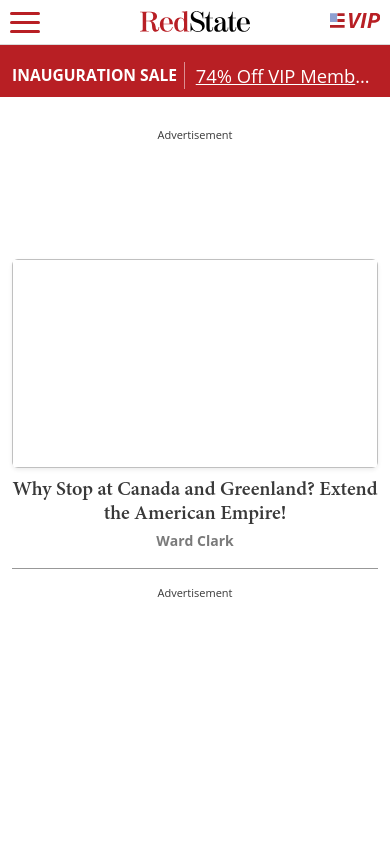 RedState
VIP
INAUGURATION SALE
74% Off VIP Memb...
Advertisement
Why Stop at Canada and Greenland? Extend
the American Empire!
Ward Clark
Advertisement